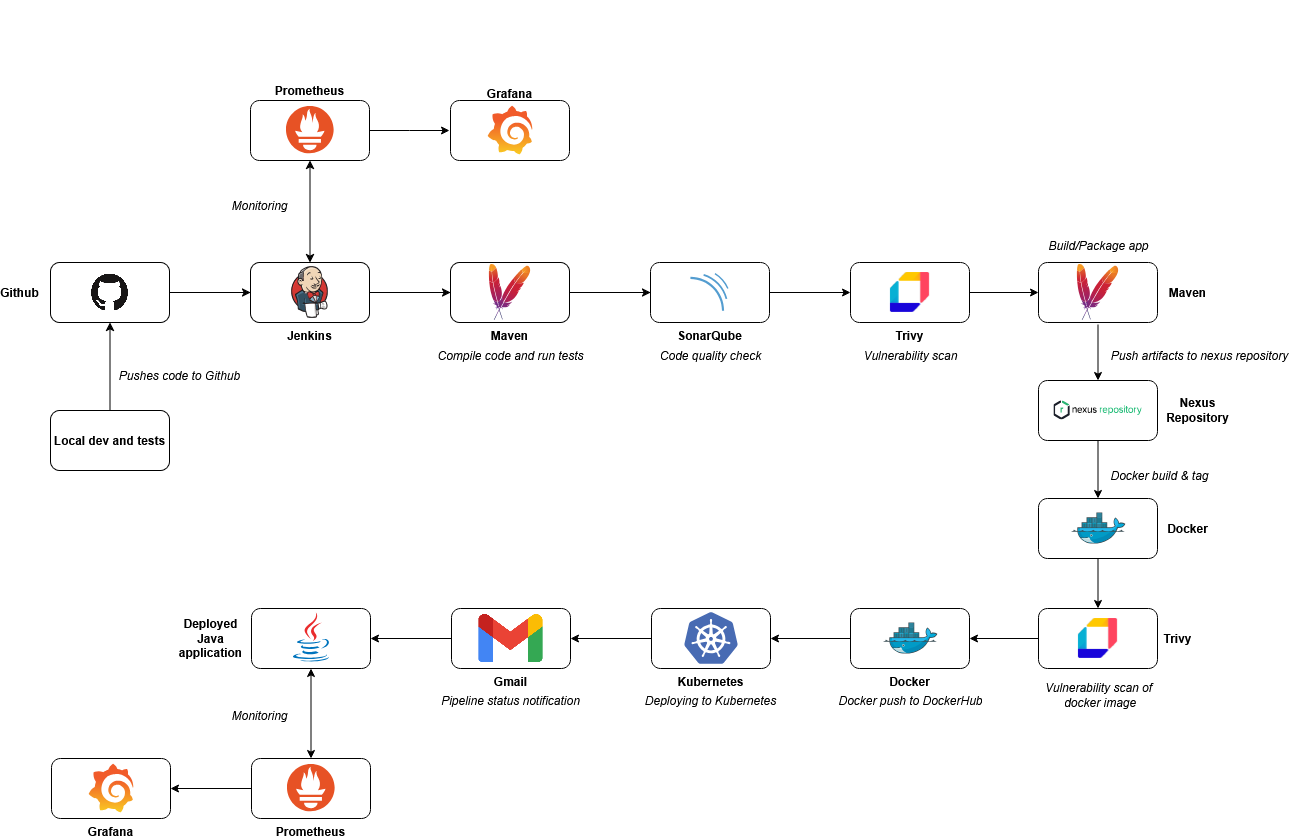 Prometheus
Grafana
Monitoring
Build/Package app
Github
Maven
Jenkins
Maven
SonarQube
Trivy
Compile code and run tests
Code quality check
Vulnerability scan
Push artifacts to nexus repository
Pushes code to Github
nexus repository
Nexus
Repository
Local dev and tests
Docker build & tag
Docker
Deployed
Java
application
Trivy
Gmail
Kubernetes
Docker
Vulnerability scan of
docker image
Pipeline status notification
Deploying to Kubernetes
Docker push to DockerHub
Monitoring
Grafana
Prometheus